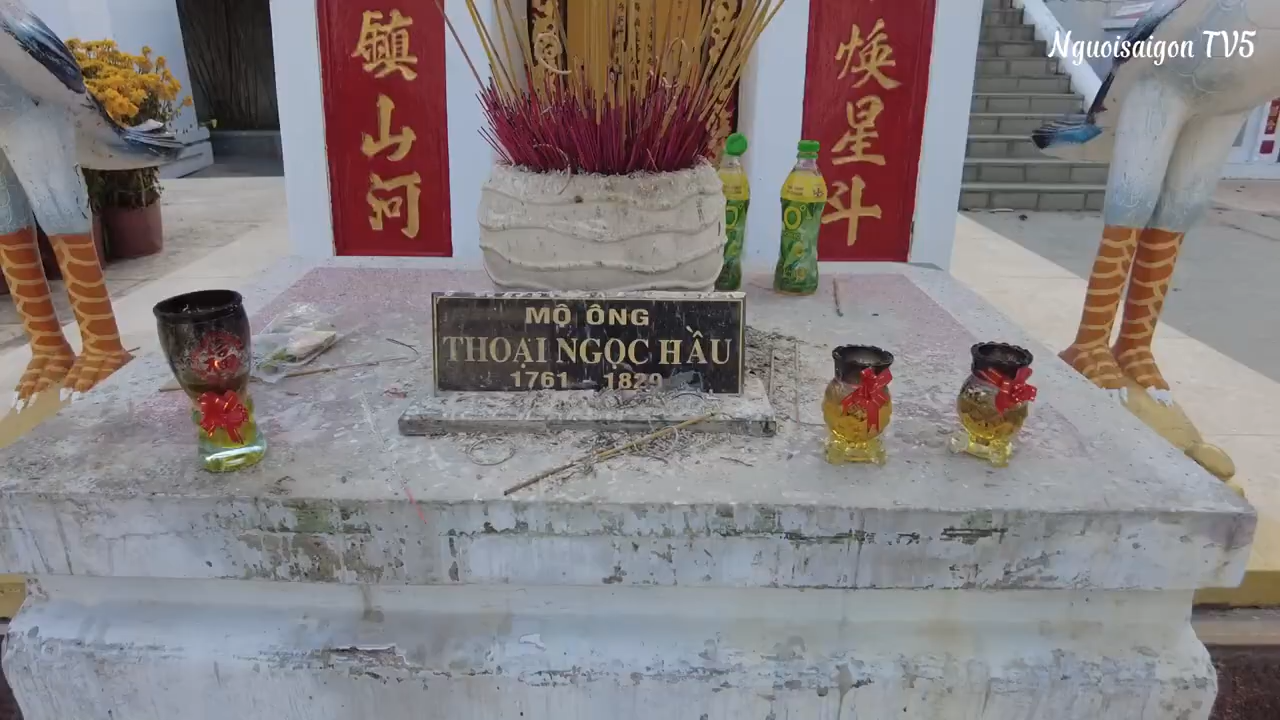 Nguoisaigon TV5
鎮山河
煥星斗
MỘ ÔNG
THOẠI NGỌC HẦU
1761 1829